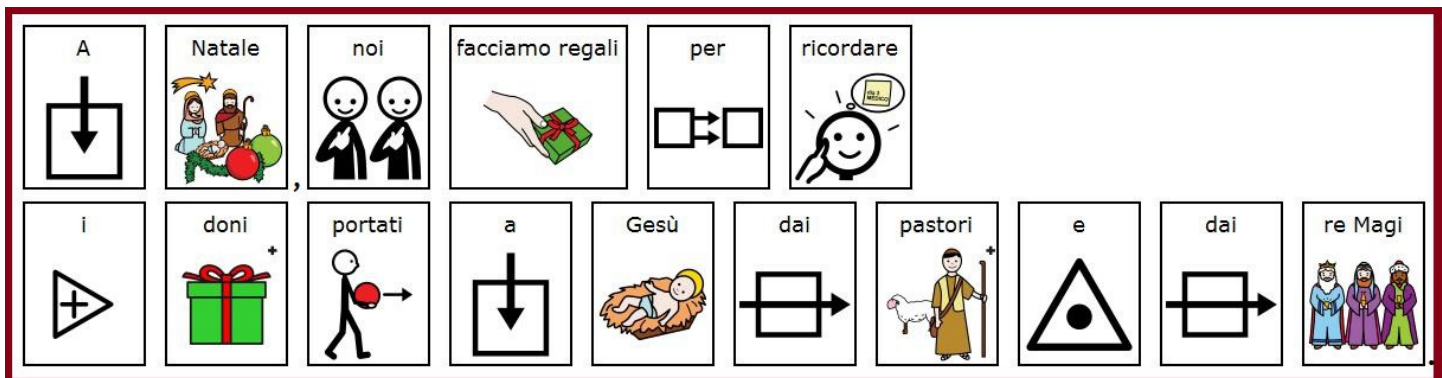 A Natale, noi facciamo regali per ricordare
i doni portati a Gesù dai pastori e dai re Magi.